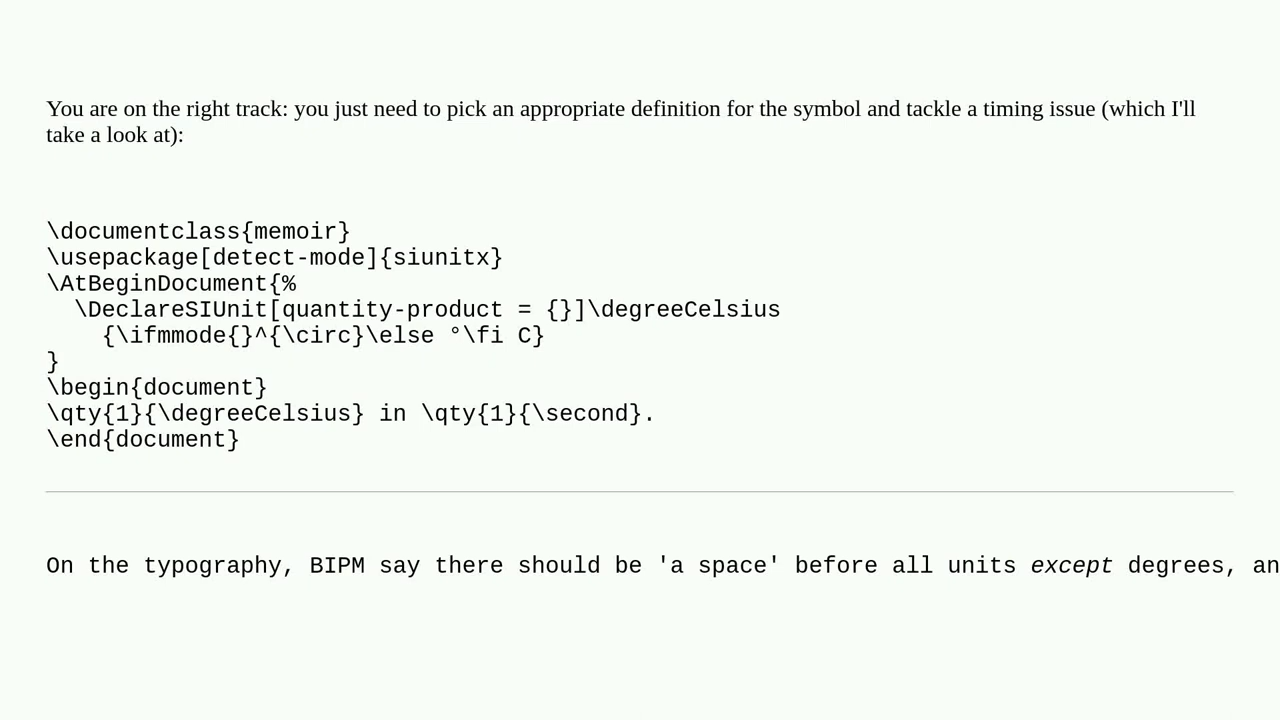 You are on the right track: you just need to pick an appropriate definition for the symbol and tackle a timing issue (which I'll
take a look at):
\documentclass{memoir}
\usepackage[detect-mode]{siunitx}
\AtBeginDocument{%
  \DeclareSIUnit[quantity-product = {}]\degreeCelsius
    {\ifmmode{}^{\circ}\else °\fi C}
}
\begin{document}
\qty{1}{\degreeCelsius} in \qty{1}{\second}.
\end{document}
On the typography, BIPM say there should be 'a space' before all units except degrees,